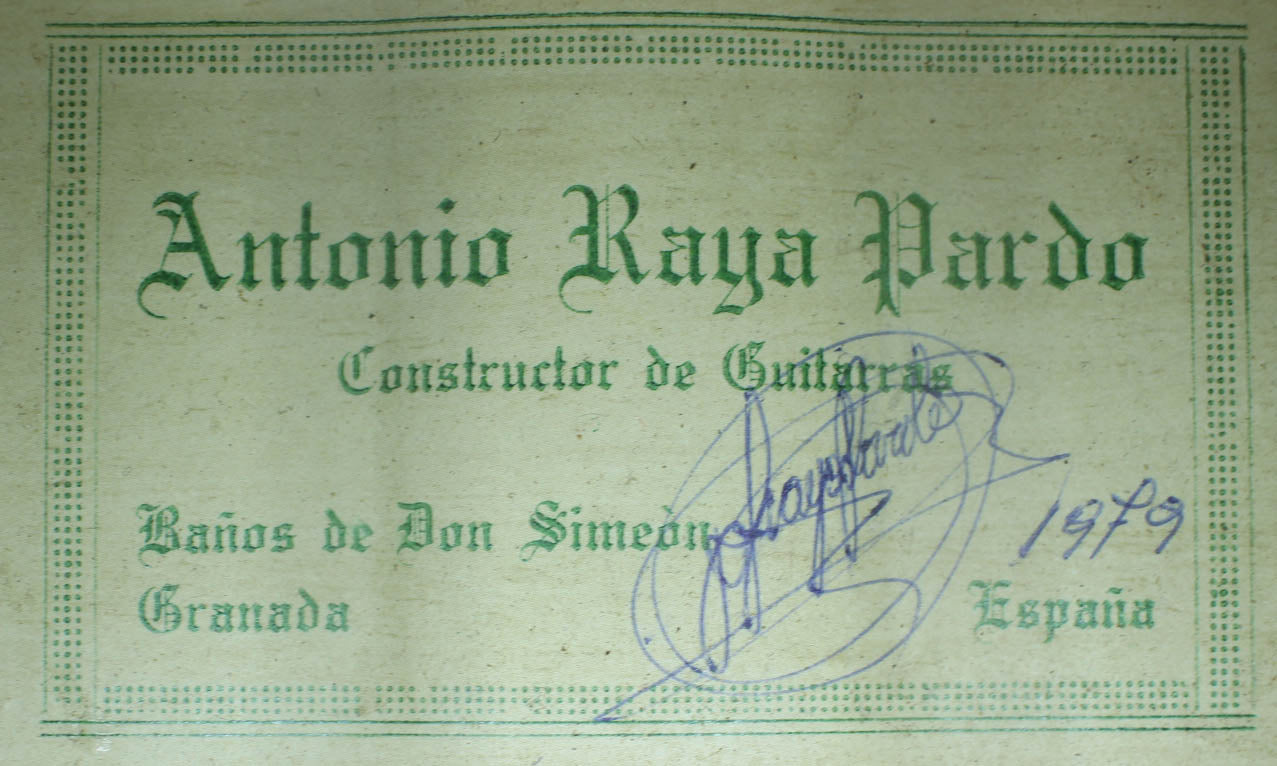 Antonio Raya Pardo
Constructor de Guitarras
Baños de Don Simeón
1979
Granada
España